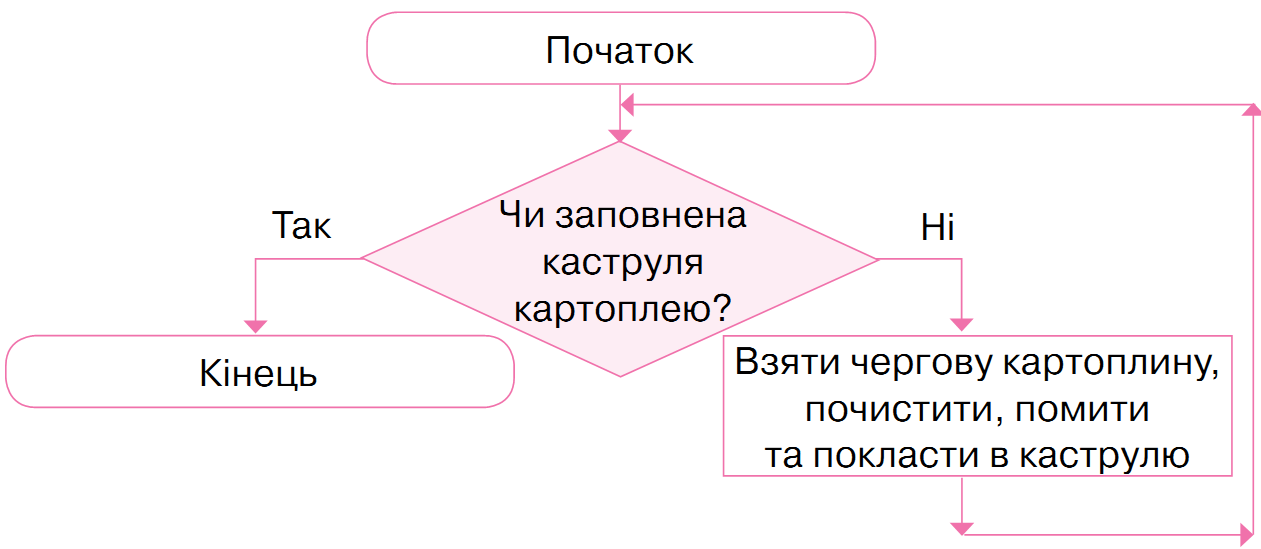 Початок
Чи заповнена
каструля
картоплею?
Так
Ні
Кінець
Взяти чергову картоплину,
почистити, помити
та покласти в каструлю